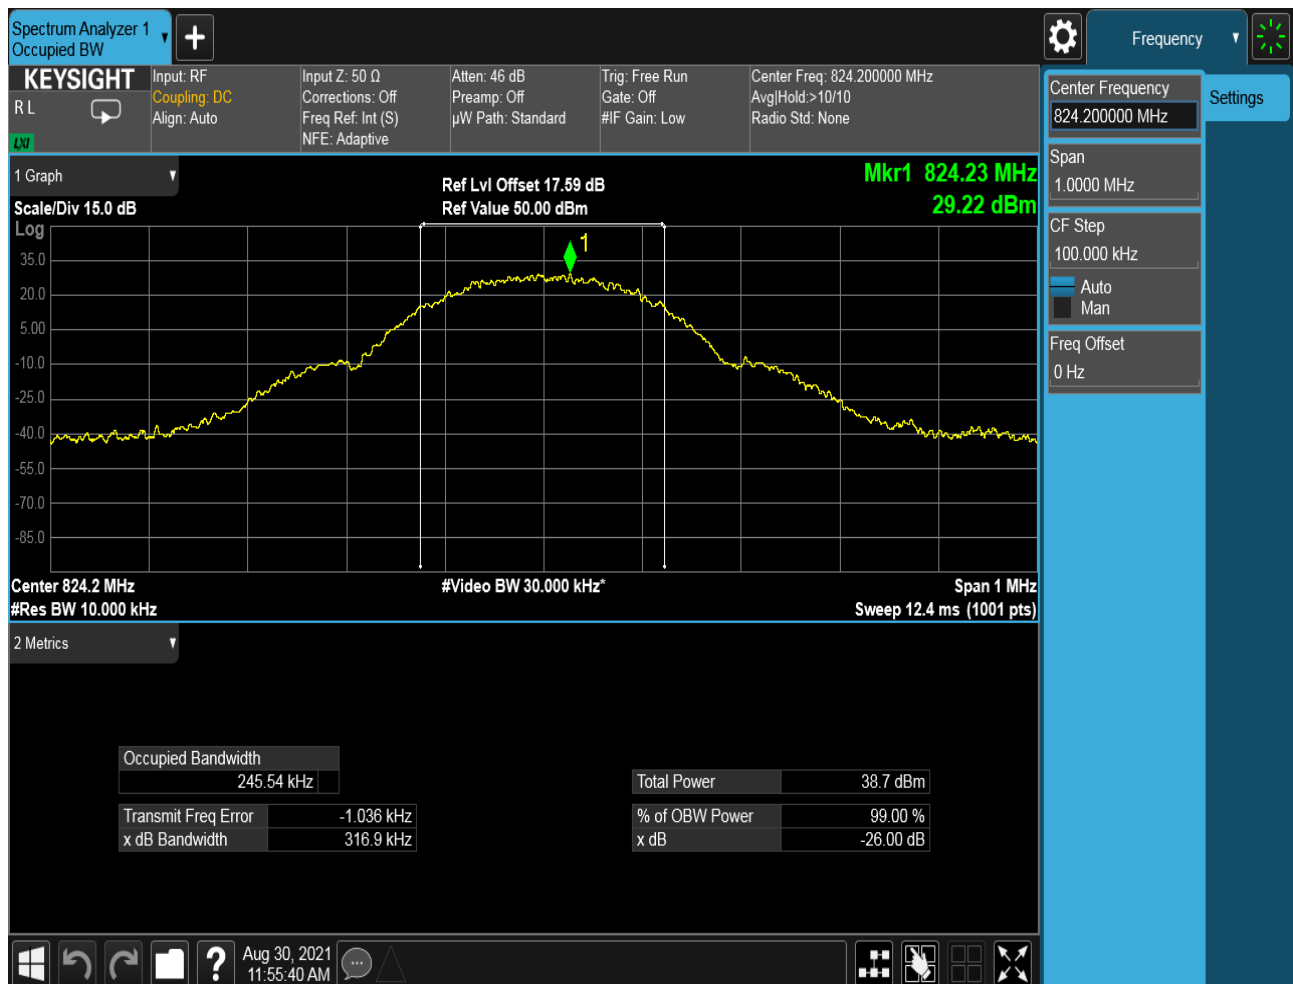 Spectrum Analyzer 1
Occupied BW
Frequency
KEYSIGHT
R L
LXI
Input: RF
Coupling: DC
Align: Auto
Input Z: 50 Ω
Corrections: Off
Freq Ref: Int (S)
NFE: Adaptive
Atten: 46 dB
Preamp: Off
µW Path: Standard
Trig: Free Run
Gate: Off
#IF Gain: Low
Center Freq: 824.200000 MHz
Avg|Hold:>10/10
Radio Std: None
Center Frequency
824.200000 MHz
Settings
Span
1.0000 MHz
CF Step
100.000 kHz
Auto
Man
Freq Offset
0 Hz
1 Graph
Scale/Div 15.0 dB
Ref Lvl Offset 17.59 dB
Ref Value 50.00 dBm
Mkr1 824.23 MHz
29.22 dBm
Log
1
35.0
20.0
5.00
-10.0
-25.0
-40.0
-55.0
-70.0
-85.0
Center 824.2 MHz
#Video BW 30.000 kHz*
Span 1 MHz
#Res BW 10.000 kHz
Sweep 12.4 ms (1001 pts)
2 Metrics
Occupied Bandwidth
245.54 kHz
Total Power 38.7 dBm
Transmit Freq Error -1.036 kHz
% of OBW Power 99.00 %
x dB Bandwidth 316.9 kHz
x dB -26.00 dB
?
Aug 30, 2021
11:55:40 AM